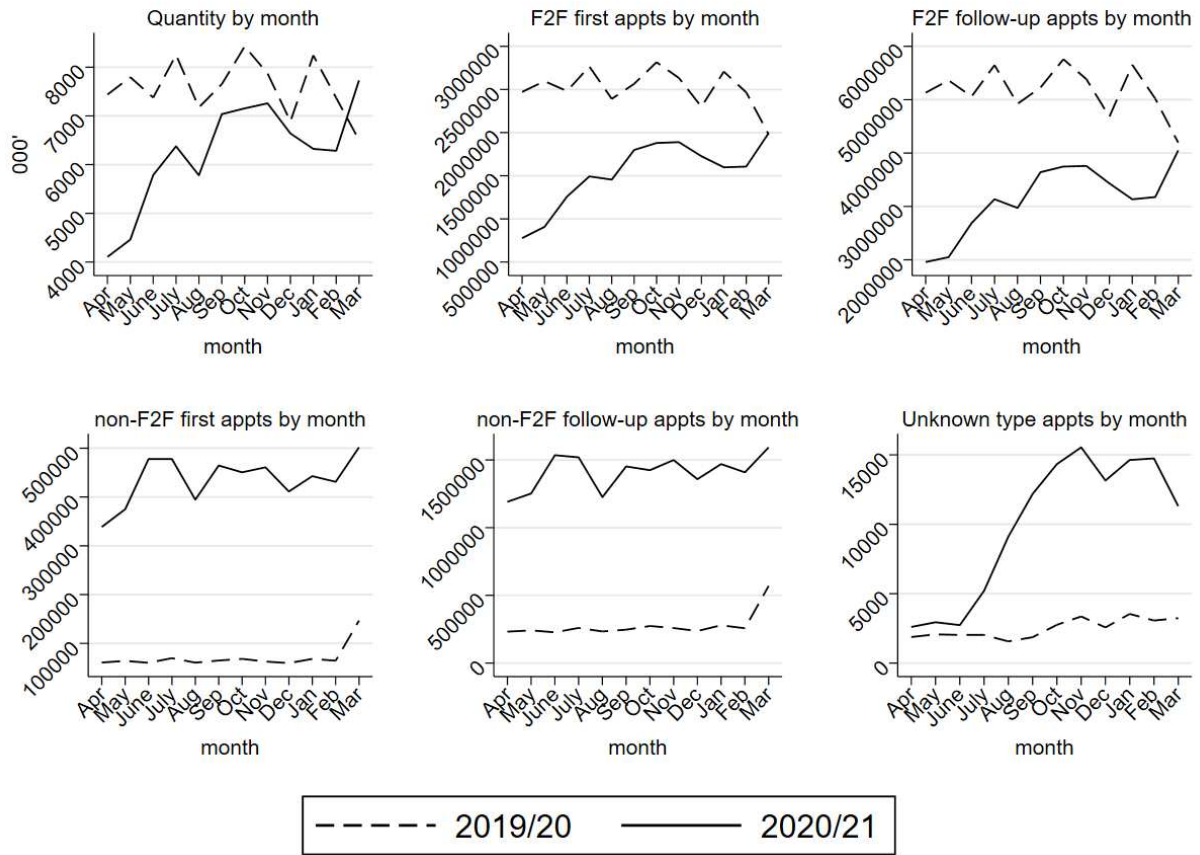 Quantity by month
000'
8000
7000
6000
5000
4000
Apr
May
June
July
Aug
Sep
Oct
Nov
Dec
Jan
Feb
Mar
month
F2F first appts by month
3000000
2500000
2000000
1500000
1000000
500000
Apr
May
June
July
Aug
Sep
Oct
Nov
Dec
Jan
Feb
Mar
month
F2F follow-up appts by month
6000000
5000000
4000000
3000000
2000000
Apr
May
June
July
Aug
Sep
Oct
Nov
Dec
Jan
Feb
Mar
month
non-F2F first appts by month
500000
400000
300000
200000
100000
Apr
May
June
July
Aug
Sep
Oct
Nov
Dec
Jan
Feb
Mar
month
non-F2F follow-up appts by month
1500000
1000000
500000
0
Apr
May
June
July
Aug
Sep
Oct
Nov
Dec
Jan
Feb
Mar
month
Unknown type appts by month
15000
10000
5000
0
Apr
May
June
July
Aug
Sep
Oct
Nov
Dec
Jan
Feb
Mar
month
2019/20
2020/21